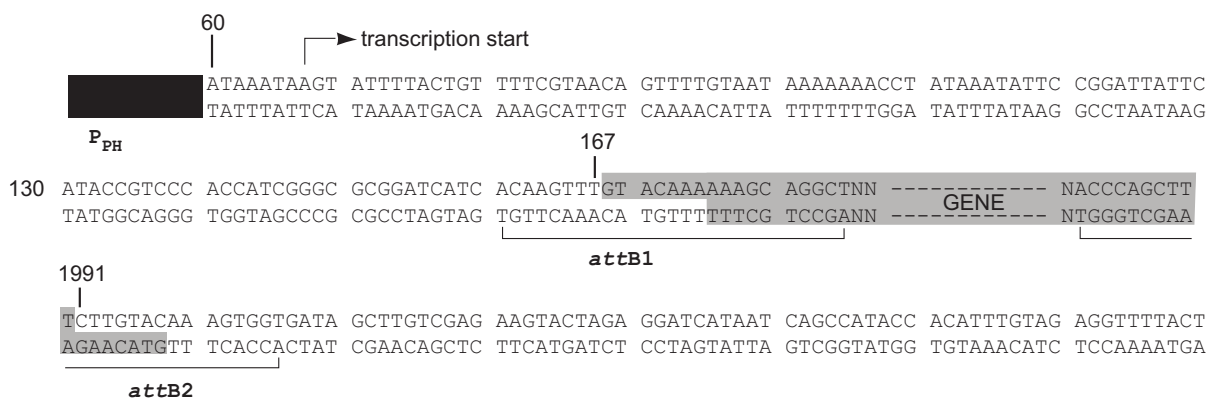 60
transcription start
ATAAATAAGT ATTTTACTGT TTTCGTAACA GTTTTGTAAT AAAAAAACCT ATAAATATTC CGGATTATTC
TATTTATTCA TAAAATGACA AAAGCATTGT CAAAACATTA TTTTTTTGGA TATTTATAAG GCCTAATAAG
PPH
167
130 ATACCGTCCC ACCATCGGGC GCGGATCATC ACAAGTTTGT ACAAAAAAGC AGGCTNN ------------ NACCCAGCTT
TATGGCAGGG TGGTAGCCCG CGCCTAGTAG TGTTCAAACA TGTTTTTTCG TCCGANN ------------ NTGGGTCGAA
GENE
attB1
1991
TCTTGTACAA AGTGGTGATA GCTTGTCGAG AAGTACTAGA GGATCATAAT CAGCCATACC ACATTTGTAG AGGTTTTACT
AGAACATGTT TCACCACTAT CGAACAGCTC TTCATGATCT CCTAGTATTA GTCGGTATGG TGTAAACATC TCCAAAATGA
attB2